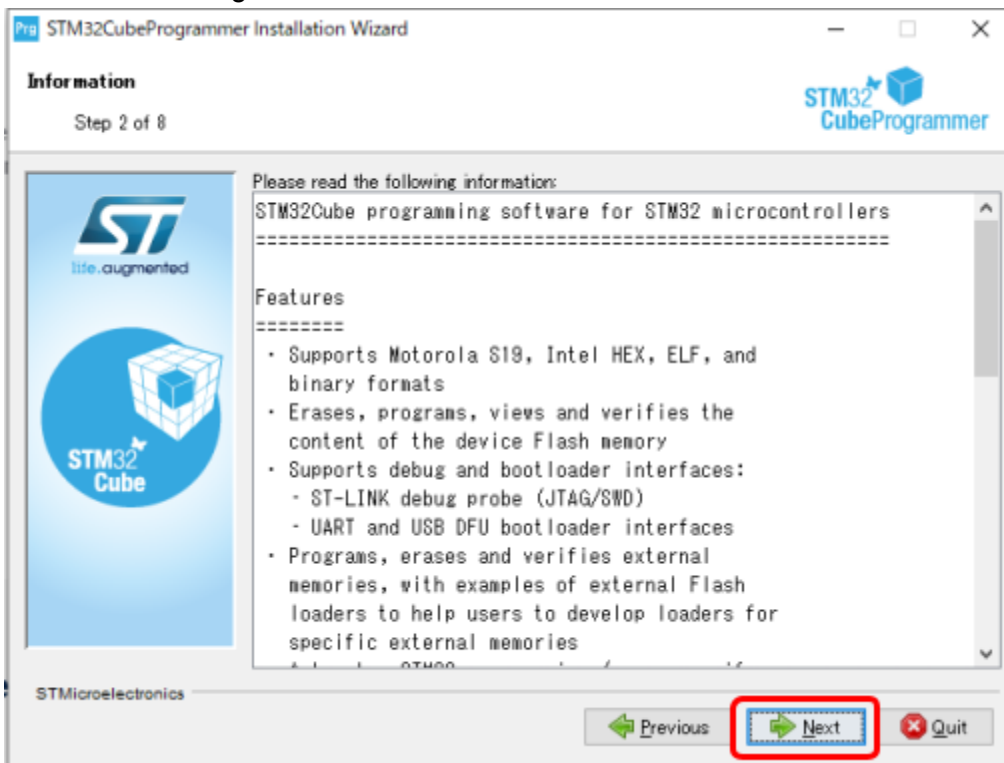 Prg STM32CubeProgrammer Installation Wizard
Information
Step 2 of 8
STM32
CubeProgrammer
ST
life.augmented
STM32
Cube
Please read the following information:
STM32Cube programming software for STM32 microcontrollers
=========================================================
Features
========
· Supports Motorola S19, Intel HEX, ELF, and
binary formats
· Erases, programs, views and verifies the
content of the device Flash memory
· Supports debug and bootloader interfaces:
- ST-LINK debug probe (JTAG/SWD)
- UART and USB DFU bootloader interfaces
· Programs, erases and verifies external
memories, with examples of external Flash
loaders to help users to develop loaders for
specific external memories
STMicroelectronics
Previous
Next
Quit